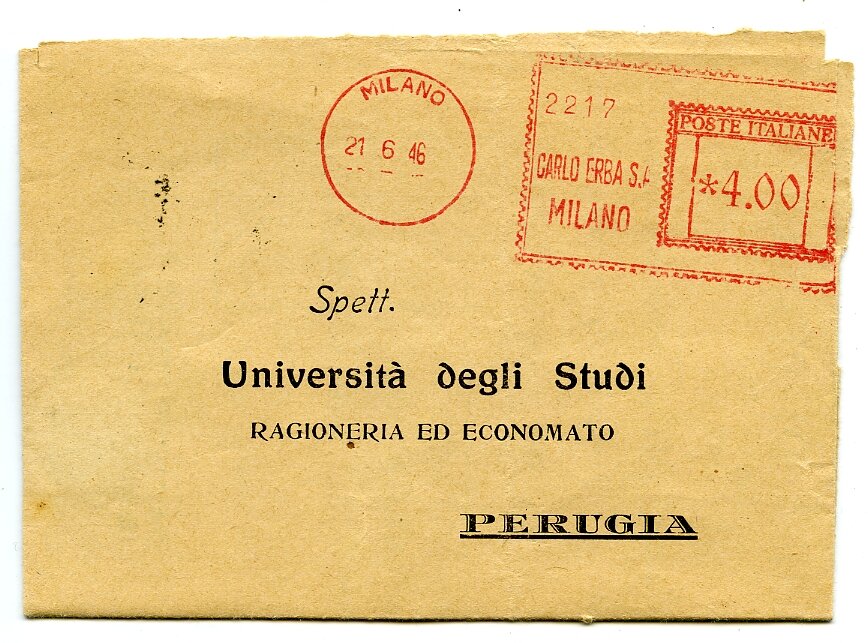 MILANO
21 6 46
2217
CARLO ERBA S.A
MILANO
POSTE ITALIANE
*4.00
Spett.
Università degli Studi
RAGIONERIA ED ECONOMATO
PERUGIA